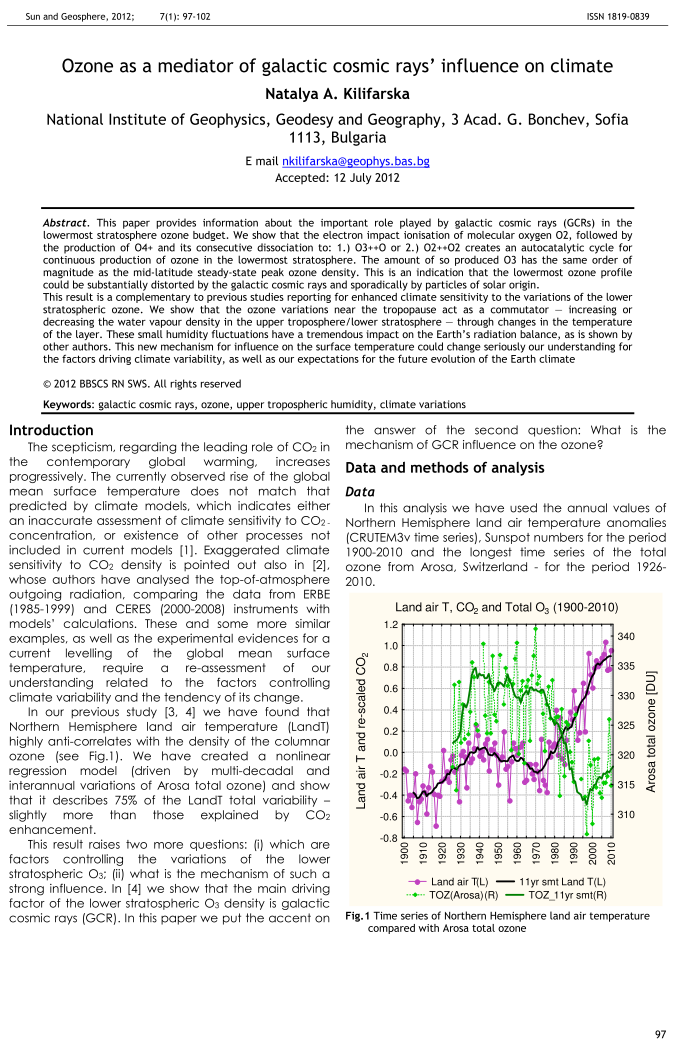 Sun and Geosphere, 2012; 7(1): 97-102 ISSN 1819-0839
Ozone as a mediator of galactic cosmic rays’ influence on climate
Natalya A. Kilifarska
National Institute of Geophysics, Geodesy and Geography, 3 Acad. G. Bonchev, Sofia
1113, Bulgaria
E mail nkilifarska@geophys.bas.bg
Accepted: 12 July 2012
Abstract. This paper provides information about the important role played by galactic cosmic rays (GCRs) in the
lowermost stratosphere ozone budget. We show that the electron impact ionisation of molecular oxygen O2, followed by
the production of O4+ and its consecutive dissociation to: 1.) O3++O or 2.) O2++O2 creates an autocatalytic cycle for
continuous production of ozone in the lowermost stratosphere. The amount of so produced O3 has the same order of
magnitude as the mid-latitude steady-state peak ozone density. This is an indication that the lowermost ozone profile
could be substantially distorted by the galactic cosmic rays and sporadically by particles of solar origin.
This result is a complementary to previous studies reporting for enhanced climate sensitivity to the variations of the lower
stratospheric ozone. We show that the ozone variations near the tropopause act as a commutator — increasing or
decreasing the water vapour density in the upper troposphere/lower stratosphere — through changes in the temperature
of the layer. These small humidity fluctuations have a tremendous impact on the Earth’s radiation balance, as is shown by
other authors. This new mechanism for influence on the surface temperature could change seriously our understanding for
the factors driving climate variability, as well as our expectations for the future evolution of the Earth climate
© 2012 BBSCS RN SWS. All rights reserved
Keywords: galactic cosmic rays, ozone, upper tropospheric humidity, climate variations
Introduction
The scepticism, regarding the leading role of CO2 in
the contemporary global warming, increases
progressively. The currently observed rise of the global
mean surface temperature does not match that
predicted by climate models, which indicates either
an inaccurate assessment of climate sensitivity to CO2 -
concentration, or existence of other processes not
included in current models [1]. Exaggerated climate
sensitivity to CO2 density is pointed out also in [2],
whose authors have analysed the top-of-atmosphere
outgoing radiation, comparing the data from ERBE
(1985-1999) and CERES (2000-2008) instruments with
models’ calculations. These and some more similar
examples, as well as the experimental evidences for a
current levelling of the global mean surface
temperature, require a re-assessment of our
understanding related to the factors controlling
climate variability and the tendency of its change.
In our previous study [3, 4] we have found that
Northern Hemisphere land air temperature (LandT)
highly anti-correlates with the density of the columnar
ozone (see Fig.1). We have created a nonlinear
regression model (driven by multi-decadal and
interannual variations of Arosa total ozone) and show
that it describes 75% of the LandT total variability –
slightly more than those explained by CO2
enhancement.
This result raises two more questions: (i) which are
factors controlling the variations of the lower
stratospheric O3; (ii) what is the mechanism of such a
strong influence. In [4] we show that the main driving
factor of the lower stratospheric O3 density is galactic
cosmic rays (GCR). In this paper we put the accent on
the answer of the second question: What is the
mechanism of GCR influence on the ozone?
Data and methods of analysis
Data
In this analysis we have used the annual values of
Northern Hemisphere land air temperature anomalies
(CRUTEM3v time series), Sunspot numbers for the period
1900-2010 and the longest time series of the total
ozone from Arosa, Switzerland - for the period 1926-
2010.
Land air T, CO2 and Total O3 (1900-2010)
Land air T and re-scaled CO2
1.2
1.0
0.8
0.6
0.4
0.2
0.0
-0.2
-0.4
-0.6
-0.8
340
335
330
325
320
315
310
Arosa total ozone [DU]
1900 1910 1920 1930 1940 1950 1960 1970 1980 1990 2000 2010
Land air T(L) 11yr smt Land T(L)
TOZ(Arosa)(R) TOZ_11yr smt(R)
Fig.1 Time series of Northern Hemisphere land air temperature
compared with Arosa total ozone
97